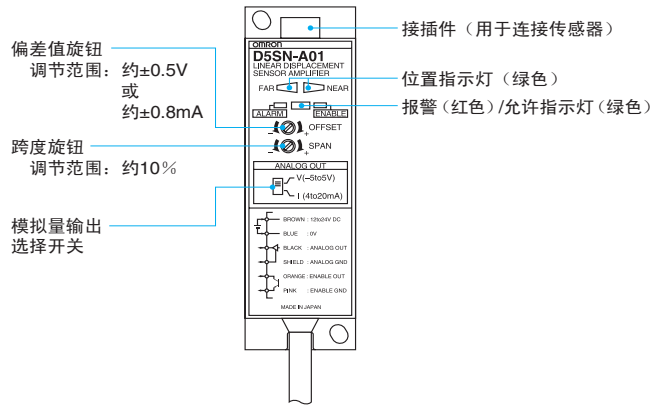 接插件（用于连接传感器）
偏差值旋钮
调节范围：约±0.5V
或
约±0.8mA
OMRON
D5SN-A01
LINEAR DISPLACEMENT
SENSOR AMPLIFIER
FAR NEAR
位置指示灯（绿色）
报警（红色）/允许指示灯（绿色）
ALARM ENABLE
- + OFFSET
跨度旋钮
调节范围：约10%
- + SPAN
ANALOG OUT
V(–5to5V)
I (4to20mA)
模拟量输出
选择开关
BROWN : 12to24V DC
BLUE : 0V
BLACK : ANALOG OUT
SHIELD : ANALOG GND
ORANGE : ENABLE OUT
PINK : ENABLE GND
MADE IN JAPAN